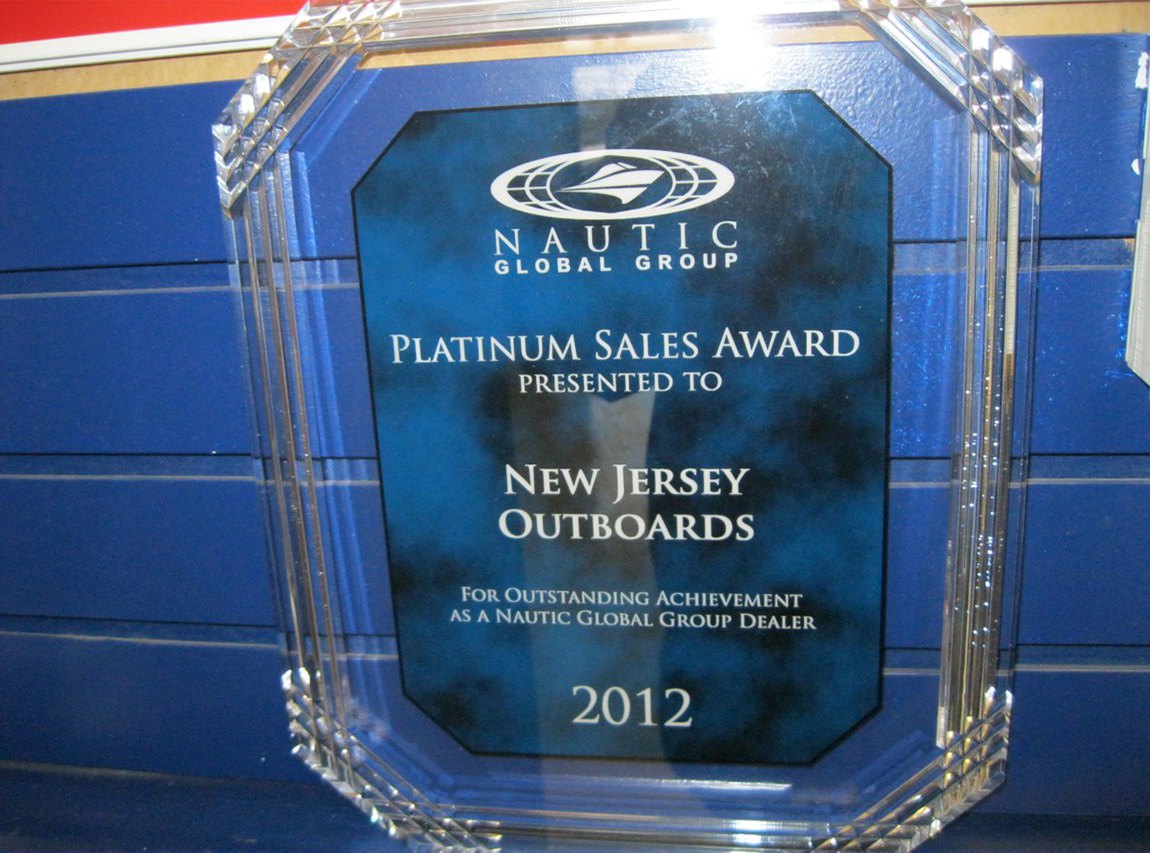 NAUTIC
GLOBAL GROUP
PLATINUM SALES AWARD
PRESENTED TO
NEW JERSEY
OUTBOARDS
FOR OUTSTANDING ACHIEVEMENT
AS A NAUTIC GLOBAL GROUP DEALER
2012